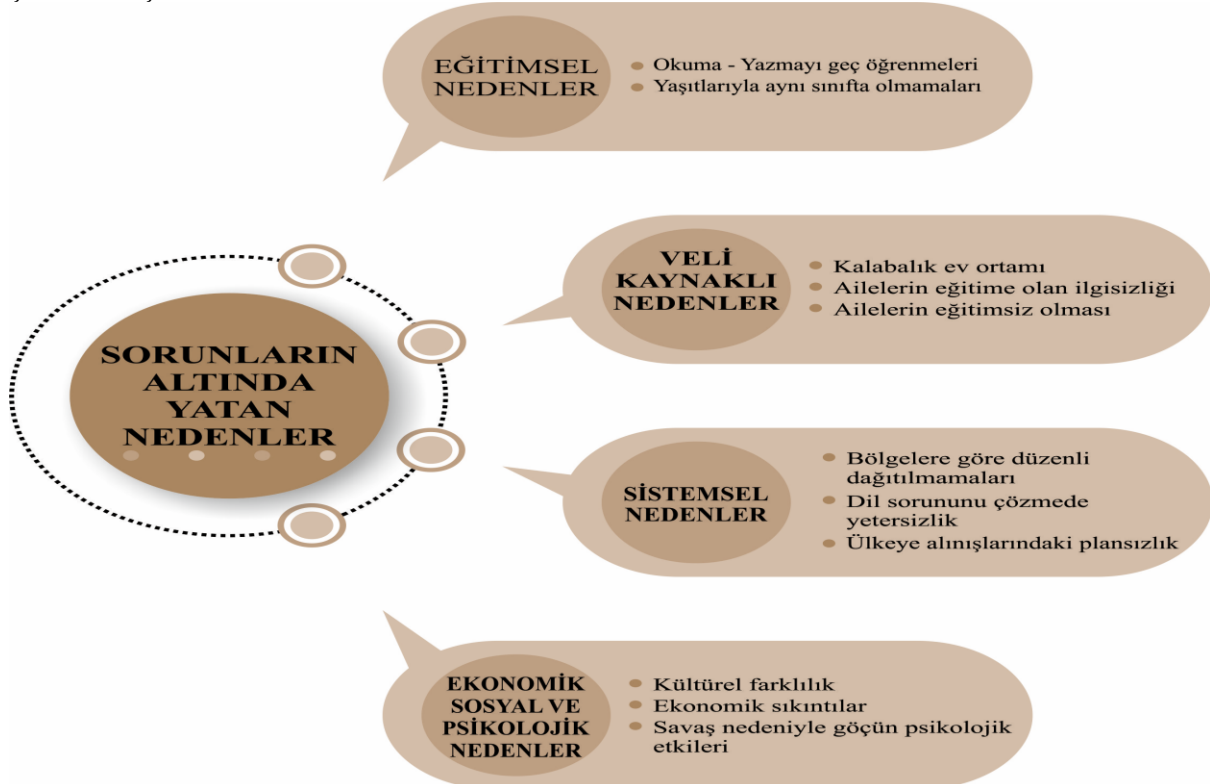 EĞİTİMSEL
NEDENLER
Okuma - Yazmayı geç öğrenmeleri
Yaşıtlarıyla aynı sınıfta olmamaları
VELİ
KAYNAKLI
NEDENLER
Kalabalık ev ortamı
Ailelerin eğitime olan ilgisizliği
Ailelerin eğitimsiz olması
SORUNLARIN
ALTINDA
YATAN
NEDENLER
SİSTEMSEL
NEDENLER
Bölgelere göre düzenli
dağıtılmamaları
Dil sorununu çözmede
yetersizlik
Ülkeye alınışlarındaki plansızlık
EKONOMİK
SOSYAL VE
PSİKOLOJİK
NEDENLER
Kültürel farklılık
Ekonomik sıkıntılar
Savaş nedeniyle göçün psikolojik
etkileri